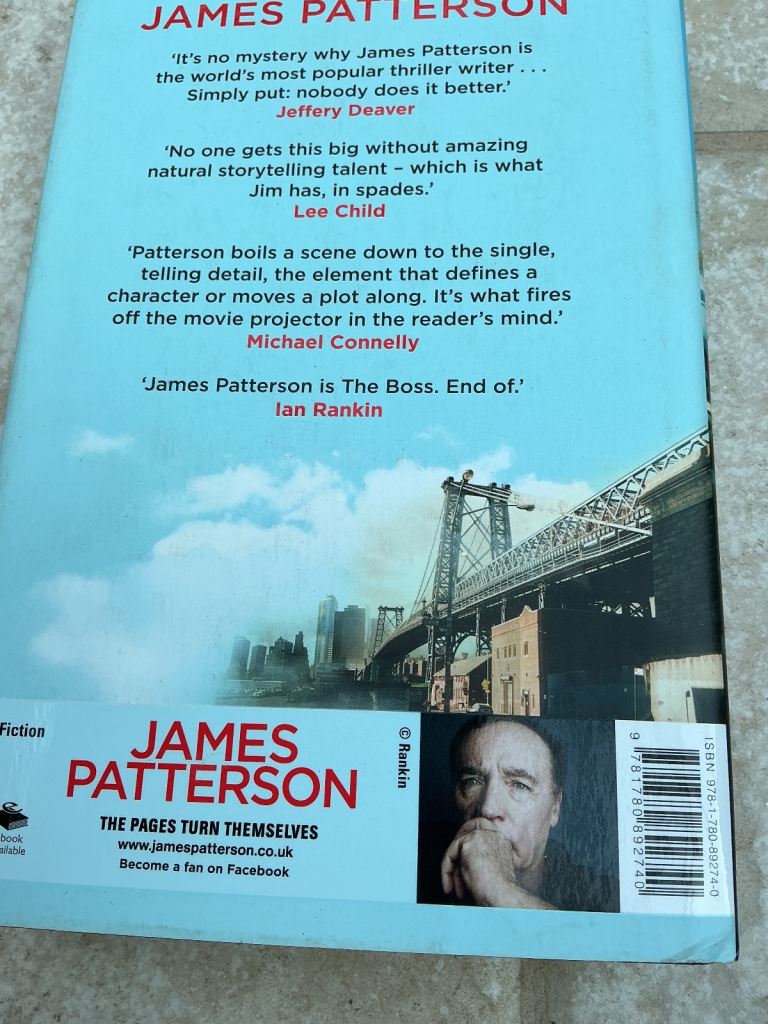 JAMES PATTERSON
‘It’s no mystery why James Patterson is
the world’s most popular thriller writer . . .
Simply put: nobody does it better.’
Jeffery Deaver
‘No one gets this big without amazing
natural storytelling talent – which is what
Jim has, in spades.’
Lee Child
‘Patterson boils a scene down to the single,
telling detail, the element that defines a
character or moves a plot along. It’s what fires
off the movie projector in the reader’s mind.’
Michael Connelly
‘James Patterson is The Boss. End of.’
Ian Rankin
Fiction
book
ailable
JAMES
PATTERSON
THE PAGES TURN THEMSELVES
www.jamespatterson.co.uk
Become a fan on Facebook
© Rankin
ISBN 978-1-780-89274-0
9 781780 892740